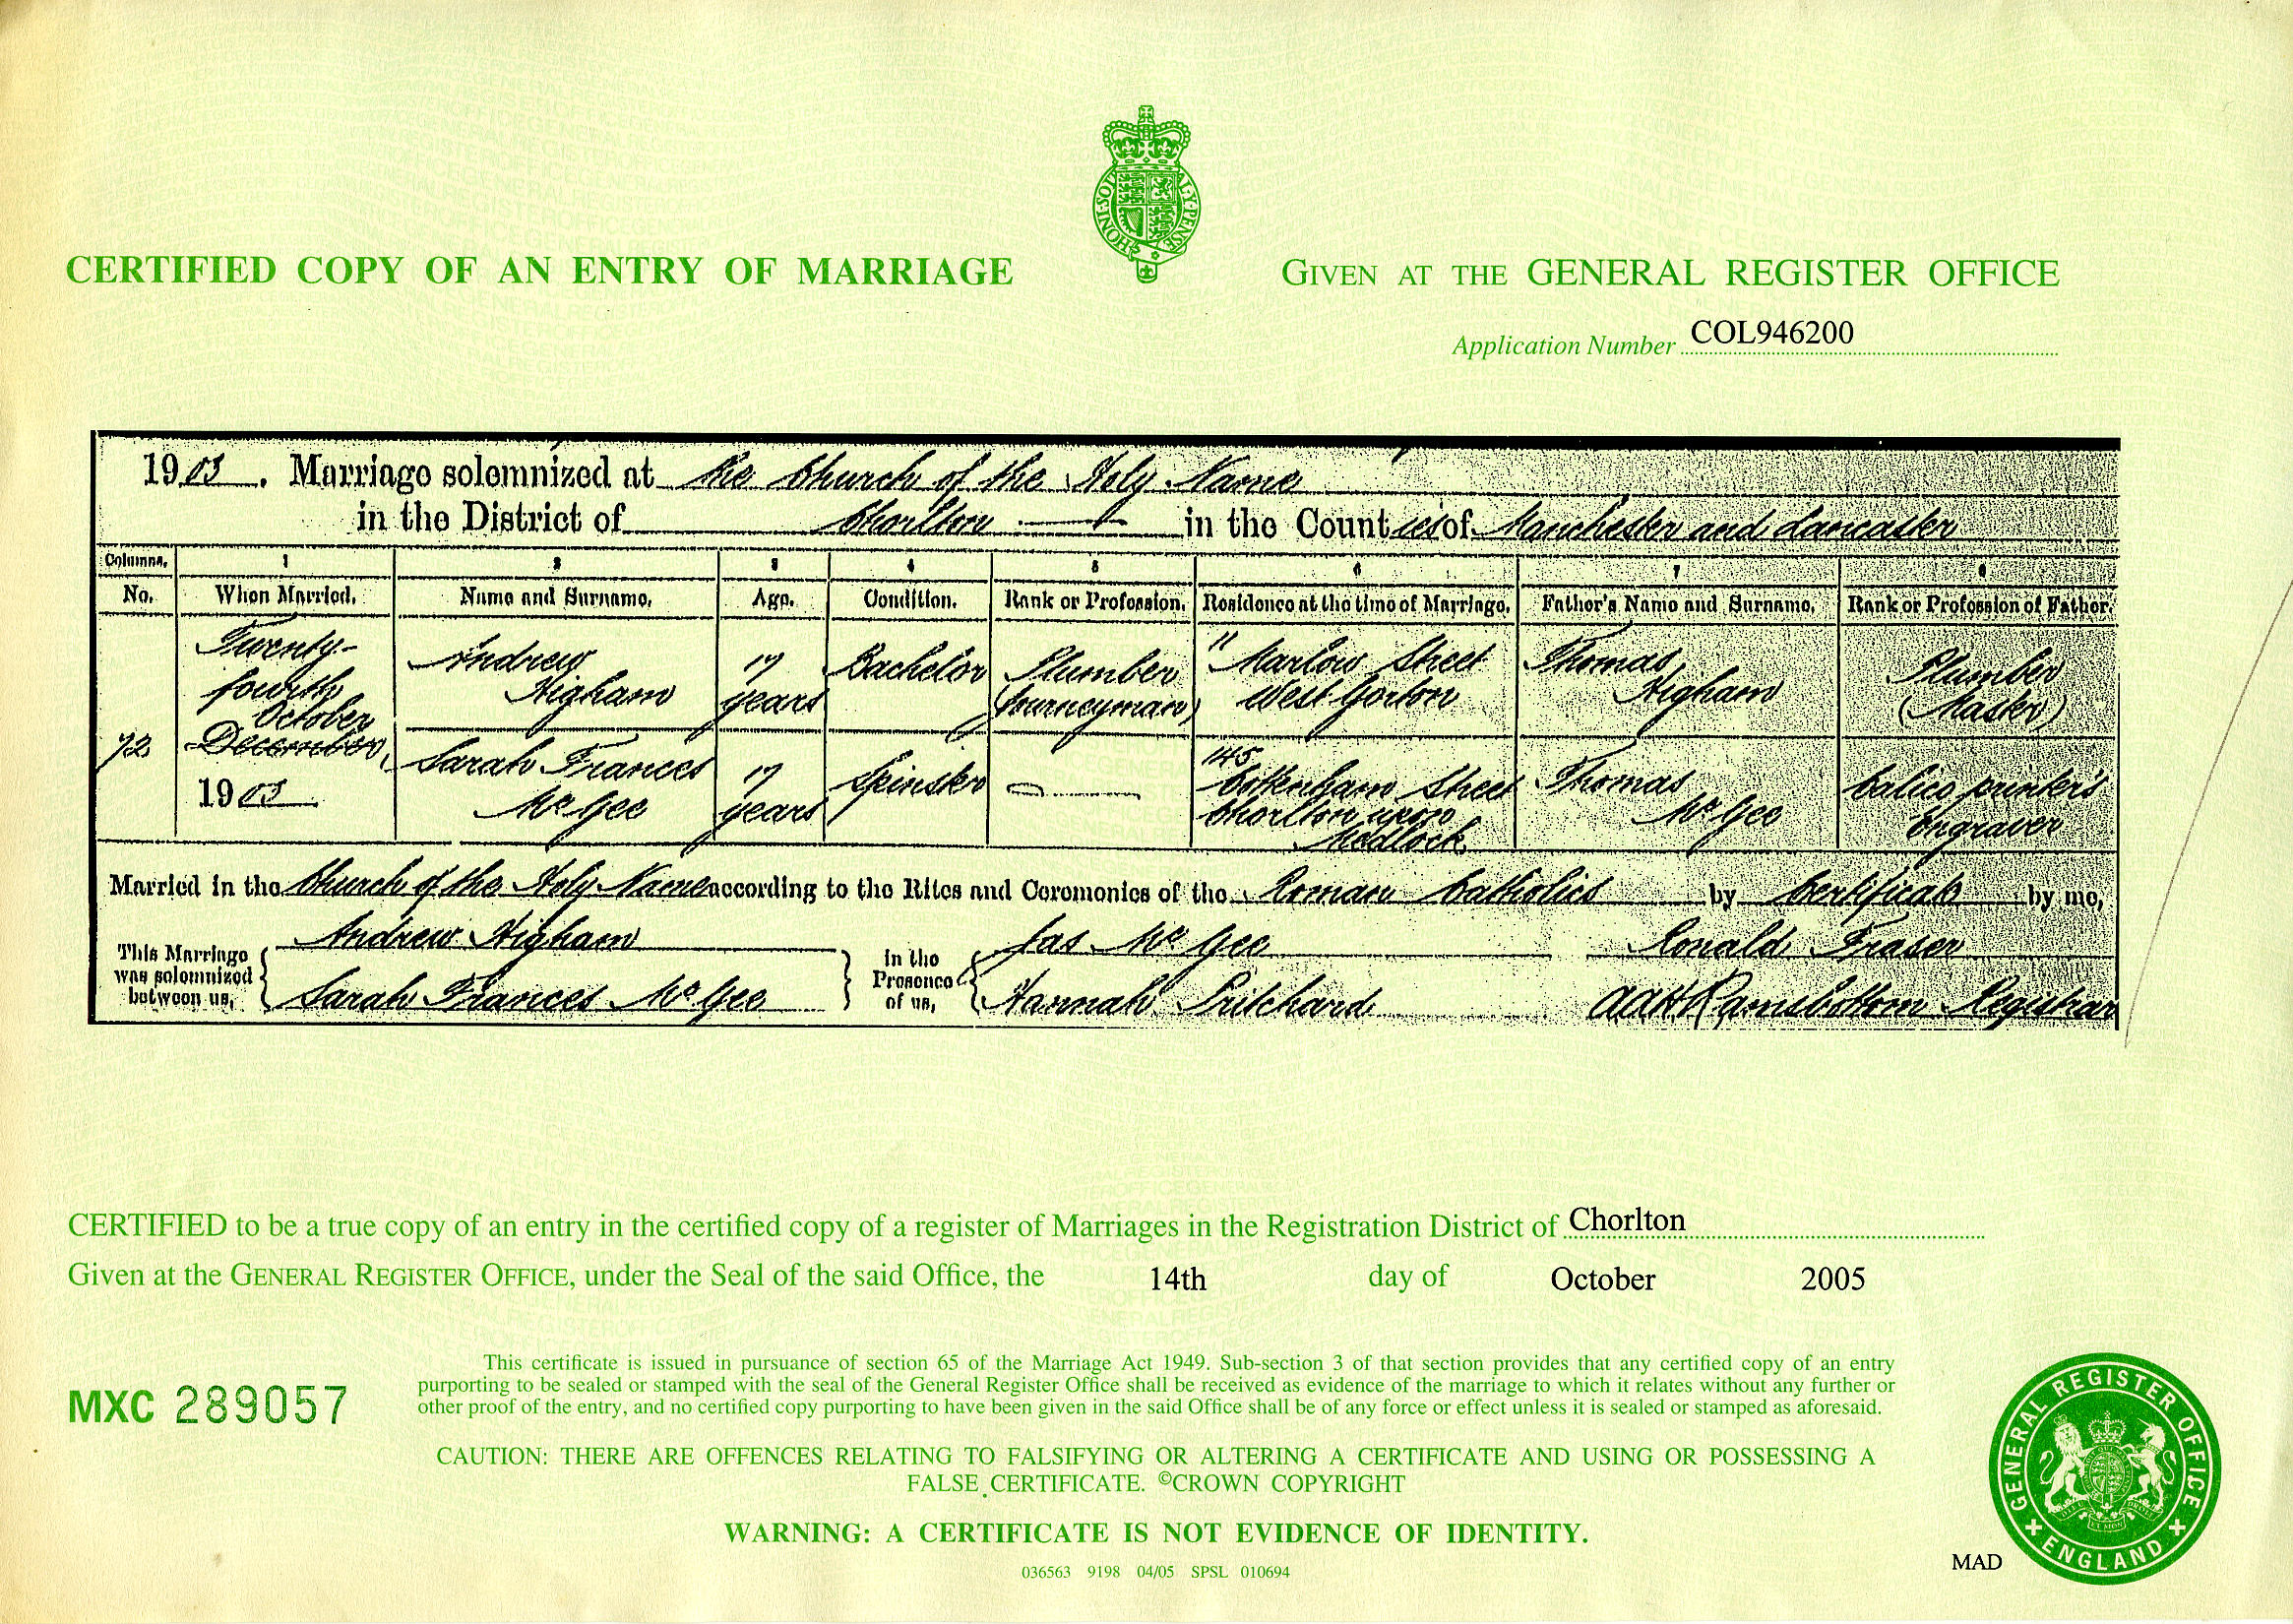 HONI·SOIT AL·Y·PENSE
CERTIFIED COPY OF AN ENTRY OF MARRIAGE
GIVEN AT THE GENERAL REGISTER OFFICE
Application Number COL946200
1903. Marriage solemnized at the Church of the Holy Name
in the District of Chorlton in the Counties of Manchester and Lancaster
Columns. 1 2 3 4 5 6 7 8
No. When Married. Name and Surname. Age. Condition. Rank or Profession. Residence at the time of Marriage. Father's Name and Surname. Rank or Profession of Father.
72 Twenty-fourth October December, 1903
Andrew Higham 17 years Bachelor Plumber (Journeyman) 11 Marlow Street West Gorton Thomas Higham Plumber (Master)
Sarah Frances McGee 17 years Spinster 145 Cottenham Street Chorlton upon Medlock Thomas McGee Calico printer's Engraver
Married in the Church of the Holy Name according to the Rites and Ceremonies of the Roman Catholics by Certificate by me,
This Marriage was solemnized between us, Andrew Higham Sarah Frances McGee
In the Presence of us, Jas McGee Hannah Pritchard
Ronald Fraser
AAH Ramsbottom Registrar
CERTIFIED to be a true copy of an entry in the certified copy of a register of Marriages in the Registration District of Chorlton
Given at the GENERAL REGISTER OFFICE, under the Seal of the said Office, the 14th day of October 2005
MXC 289057
This certificate is issued in pursuance of section 65 of the Marriage Act 1949. Sub-section 3 of that section provides that any certified copy of an entry
purporting to be sealed or stamped with the seal of the General Register Office shall be received as evidence of the marriage to which it relates without any further or
other proof of the entry, and no certified copy purporting to have been given in the said Office shall be of any force or effect unless it is sealed or stamped as aforesaid.
CAUTION: THERE ARE OFFENCES RELATING TO FALSIFYING OR ALTERING A CERTIFICATE AND USING OR POSSESSING A
FALSE CERTIFICATE. ©CROWN COPYRIGHT
WARNING: A CERTIFICATE IS NOT EVIDENCE OF IDENTITY.
036563 9198 04/05 SPSL 010694
MAD
GENERAL REGISTER OFFICE
ENGLAND